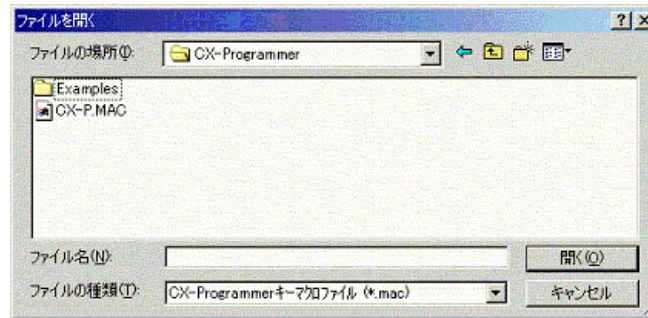 ファイルを開く
ファイルの場所(I): CX-Programmer
Examples
CX-P.MAC
ファイル名(N): 開く(O)
ファイルの種類(T): CX-Programmerキーマクロファイル (*.mac) キャンセル